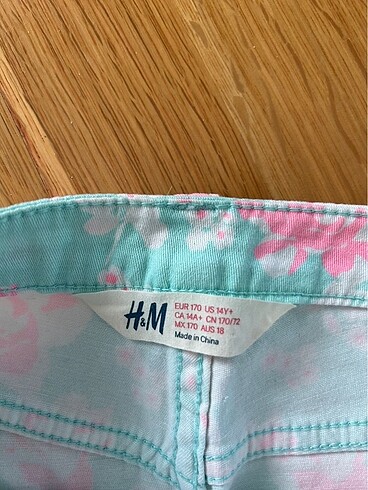 H&M
EUR 170 US 14Y+
CA 14A+ CN 170/72
MX 170 AUS 18
Made in China